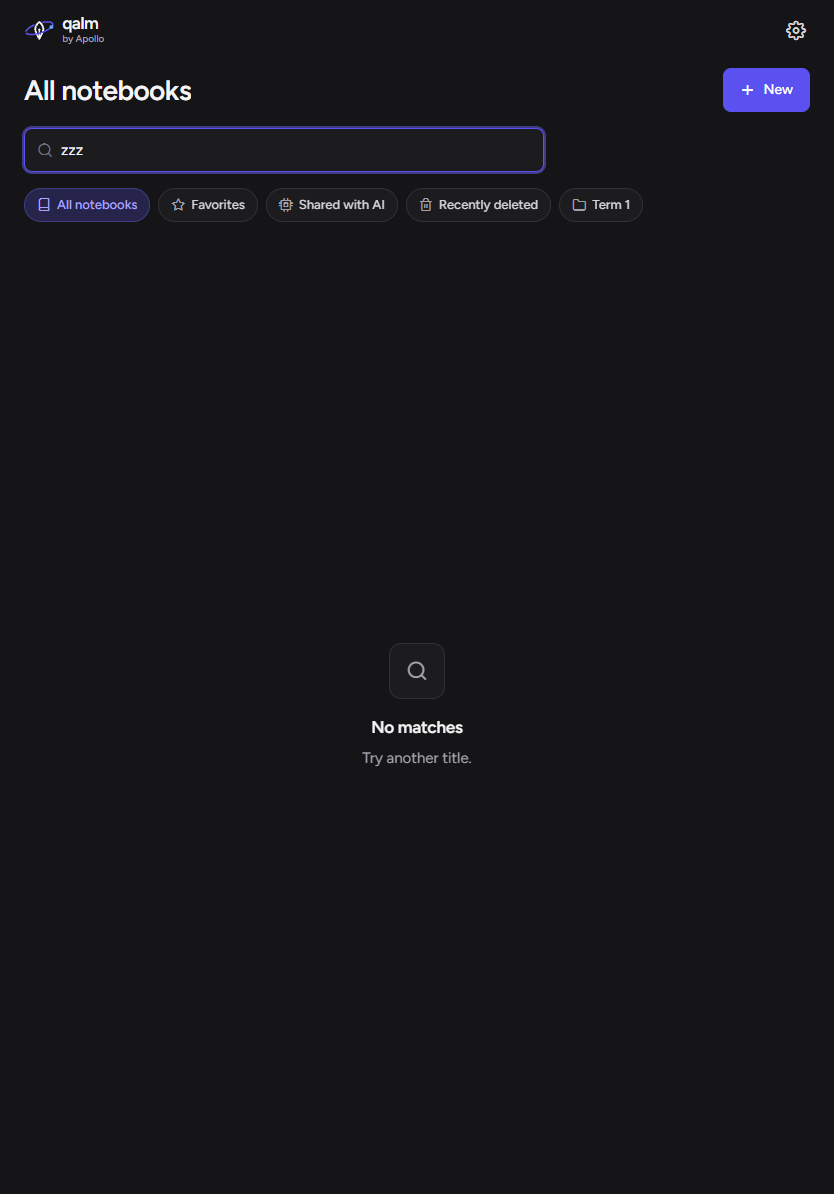 qalm
by Apollo
All notebooks
New
zzz
All notebooks
Favorites
Shared with AI
Recently deleted
Term 1
No matches
Try another title.